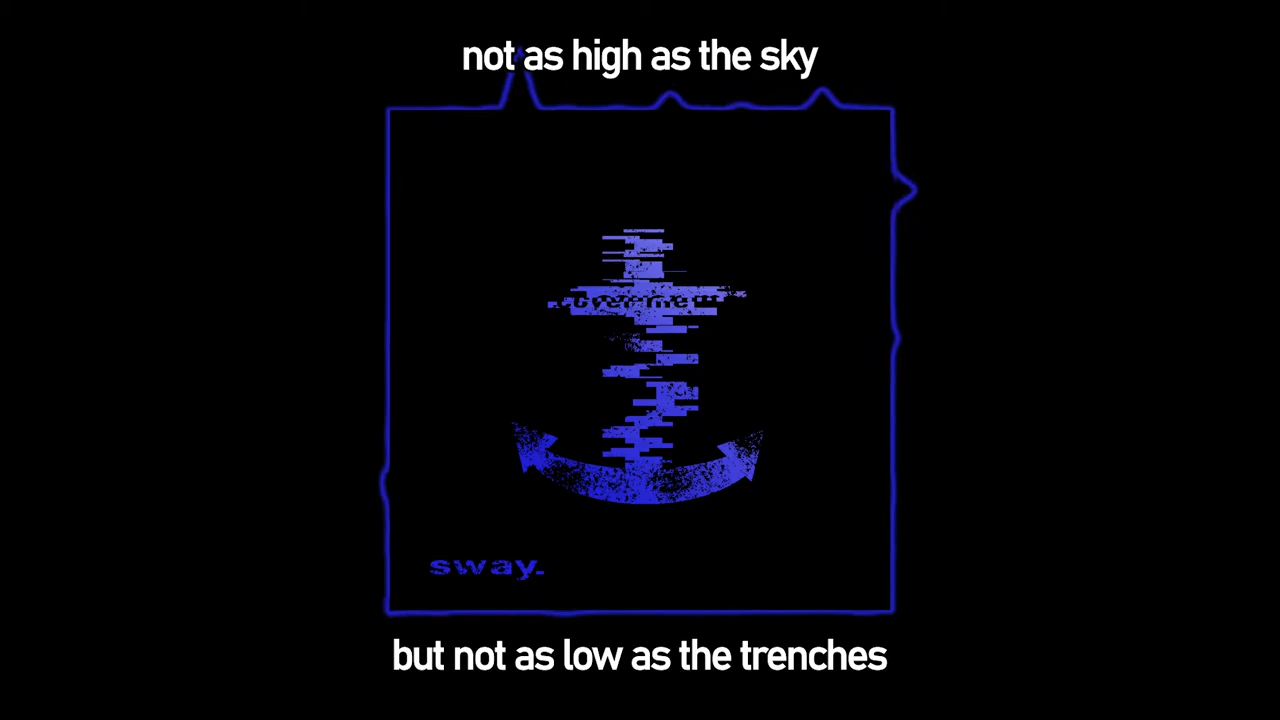 not as high as the sky
sway.
but not as low as the trenches